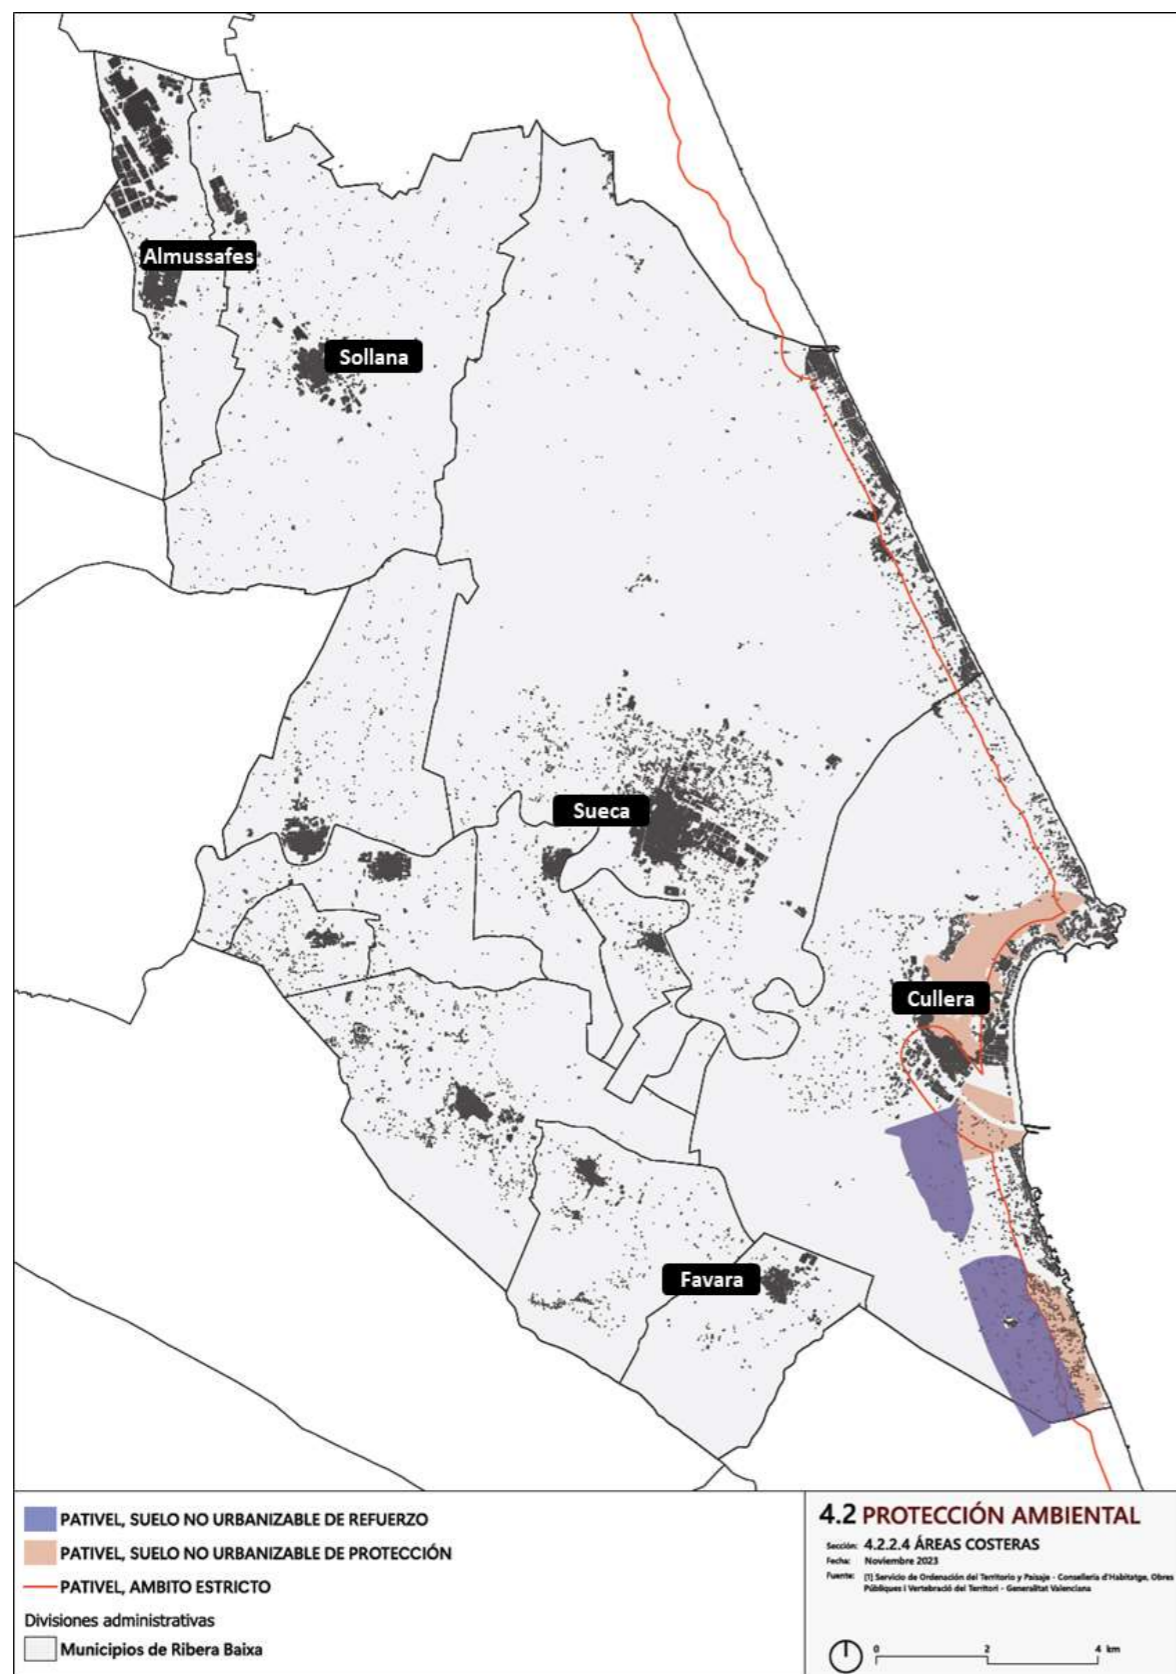 Almussafes
Sollana
Sueca
Cullera
Favara
PATIVEL, SUELO NO URBANIZABLE DE REFUERZO
PATIVEL, SUELO NO URBANIZABLE DE PROTECCIÓN
PATIVEL, AMBITO ESTRICTO
Divisiones administrativas
Municipios de Ribera Baixa
4.2 PROTECCIÓN AMBIENTAL
Sección: 4.2.2.4 ÁREAS COSTERAS
Fecha: Noviembre 2023
Fuente: [1] Servicio de Ordenación del Territorio y Paisaje - Conselleria d'Habitatge, Obres
Públiques i Vertebració del Territori - Generalitat Valenciana
0 2 4 km